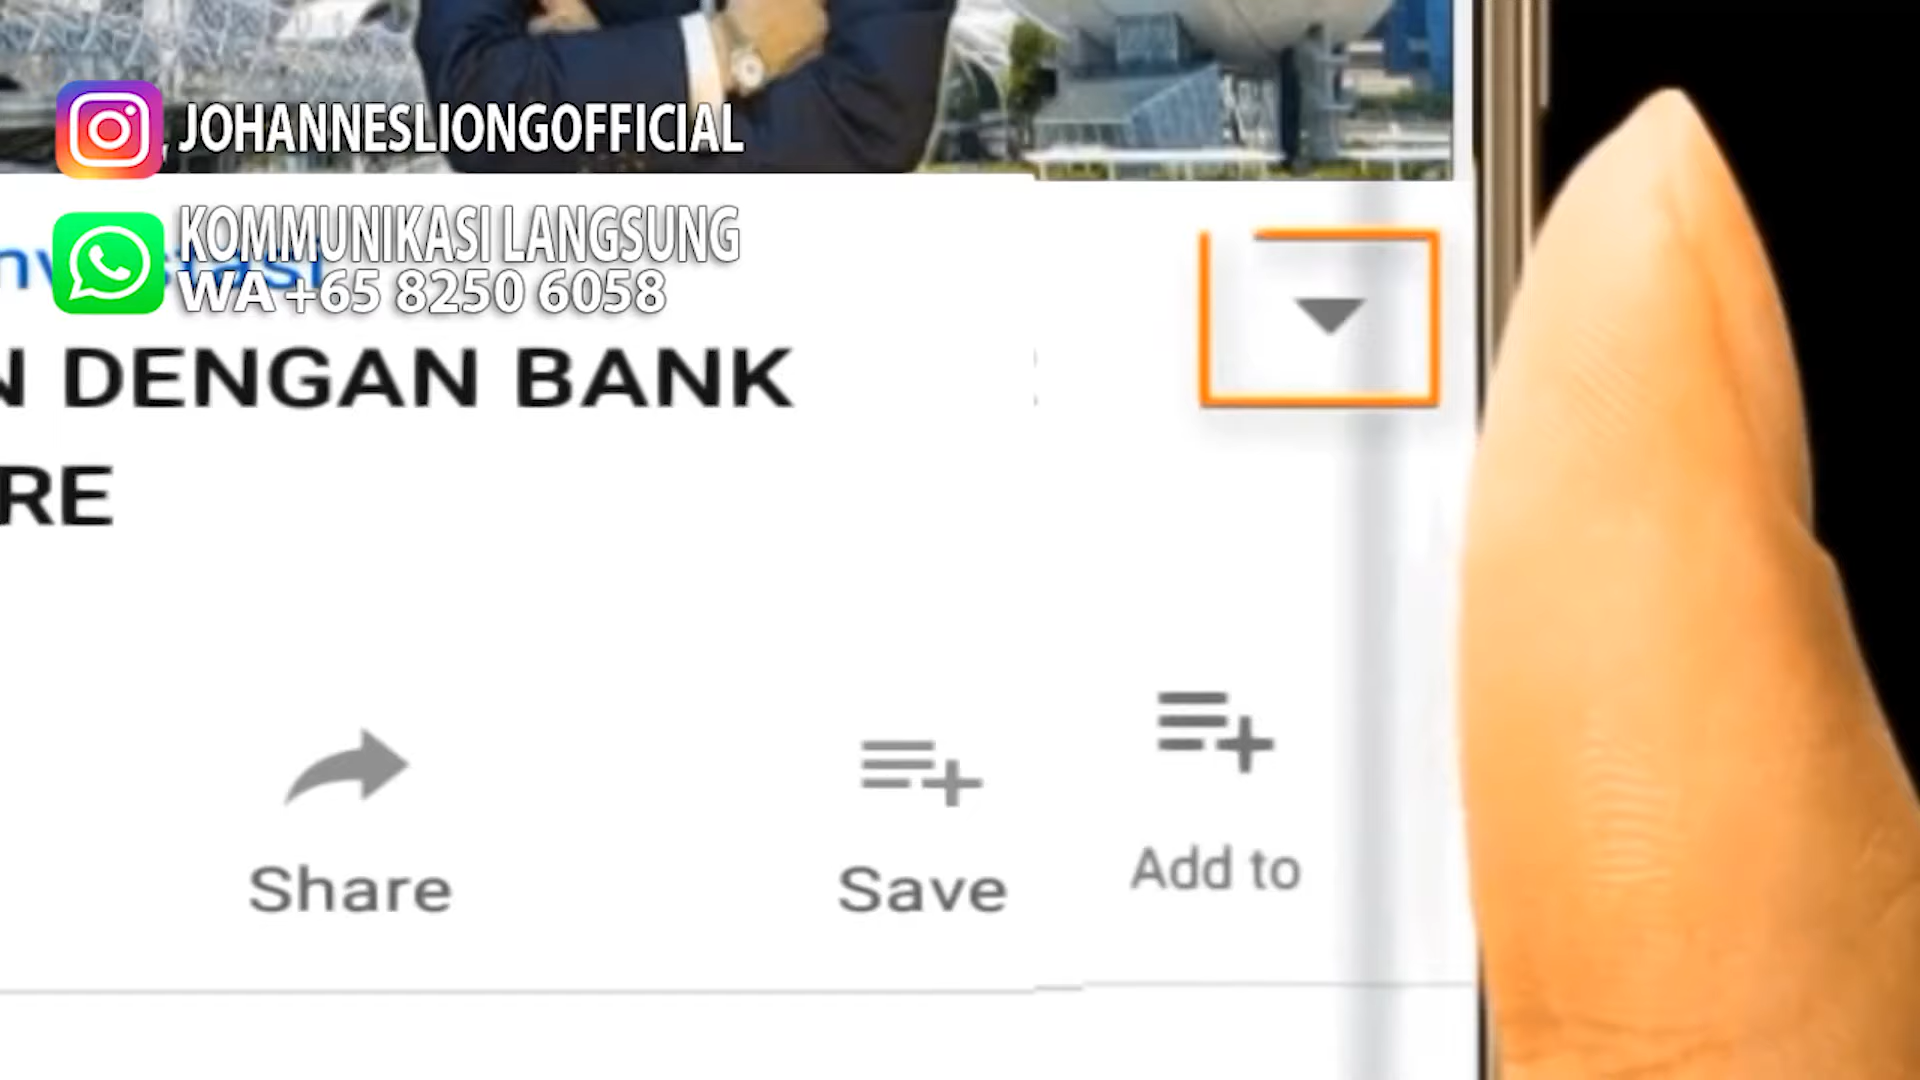 JOHANNESLIONGOFFICIAL
KOMMUNIKASI LANGSUNG
WA +65 8250 6058
N DENGAN BANK
RE
Share
Save
Add to